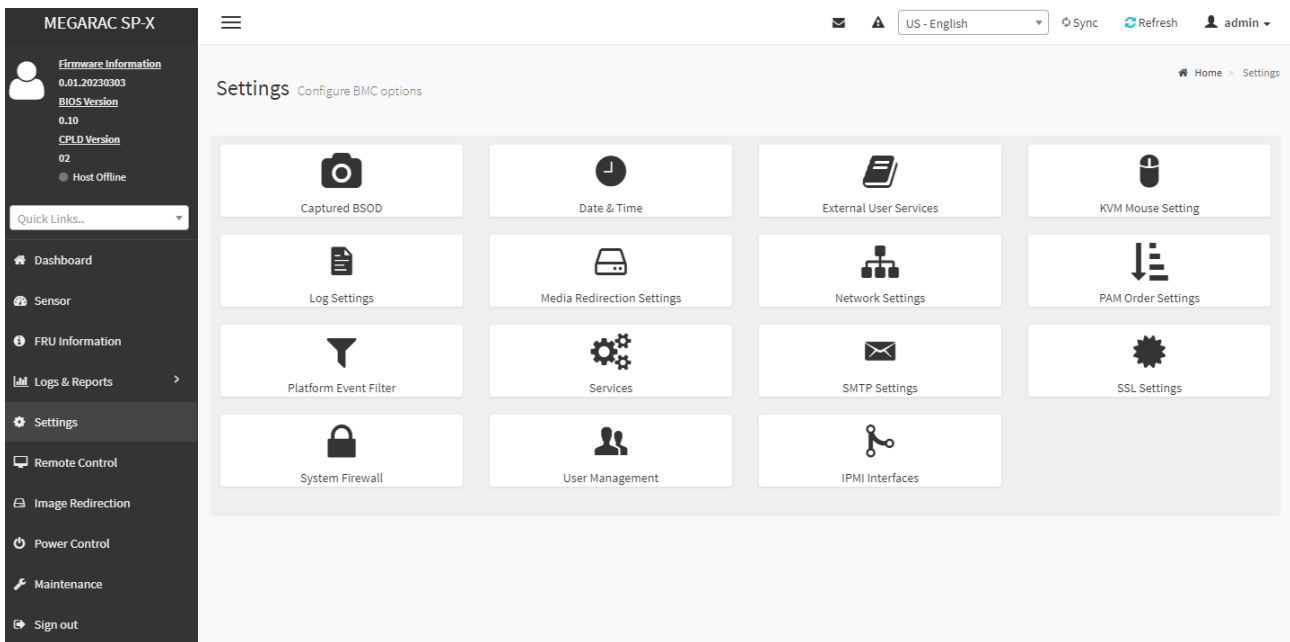 MEGARAC SP-X
US - English
Sync
Refresh
admin
Firmware Information
0.01.20230303
BIOS Version
0.10
CPLD Version
02
Host Offline
Quick Links..
Dashboard
Sensor
FRU Information
Logs & Reports
Settings
Remote Control
Image Redirection
Power Control
Maintenance
Sign out
Settings Configure BMC options
Home > Settings
Captured BSOD
Date & Time
External User Services
KVM Mouse Setting
Log Settings
Media Redirection Settings
Network Settings
PAM Order Settings
Platform Event Filter
Services
SMTP Settings
SSL Settings
System Firewall
User Management
IPMI Interfaces